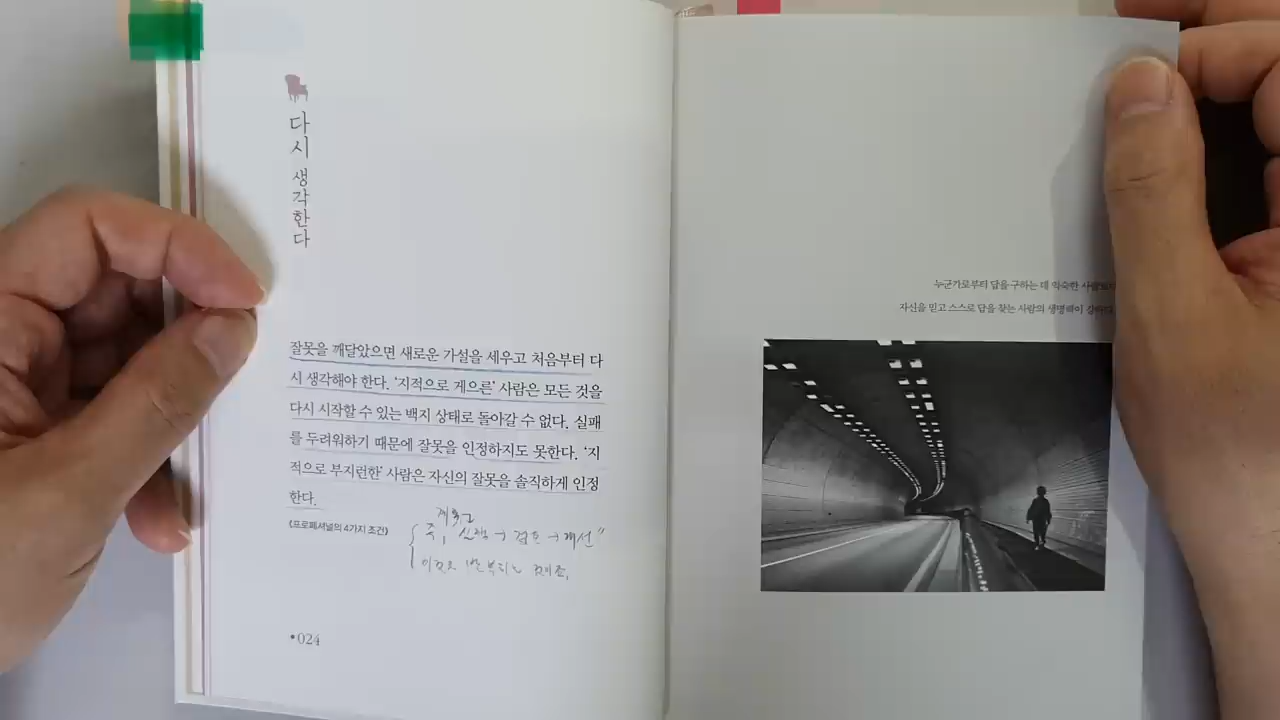 다시 생각한다
잘못을 깨달았으면 새로운 가설을 세우고 처음부터 다
시 생각해야 한다. ‘지적으로 게으른’ 사람은 모든 것을
다시 시작할 수 있는 백지 상태로 돌아갈 수 없다. 실패
를 두려워하기 때문에 잘못을 인정하지도 못한다. ‘지
적으로 부지런한’ 사람은 자신의 잘못을 솔직하게 인정
한다.
《프로페셔널의 4가지 조건》
즉, 실행 → 검토 → 개선"
024
누군가로부터 답을 구하는 데 익숙한
자신을 믿고 스스로 답을 찾는 사람의 생명력이